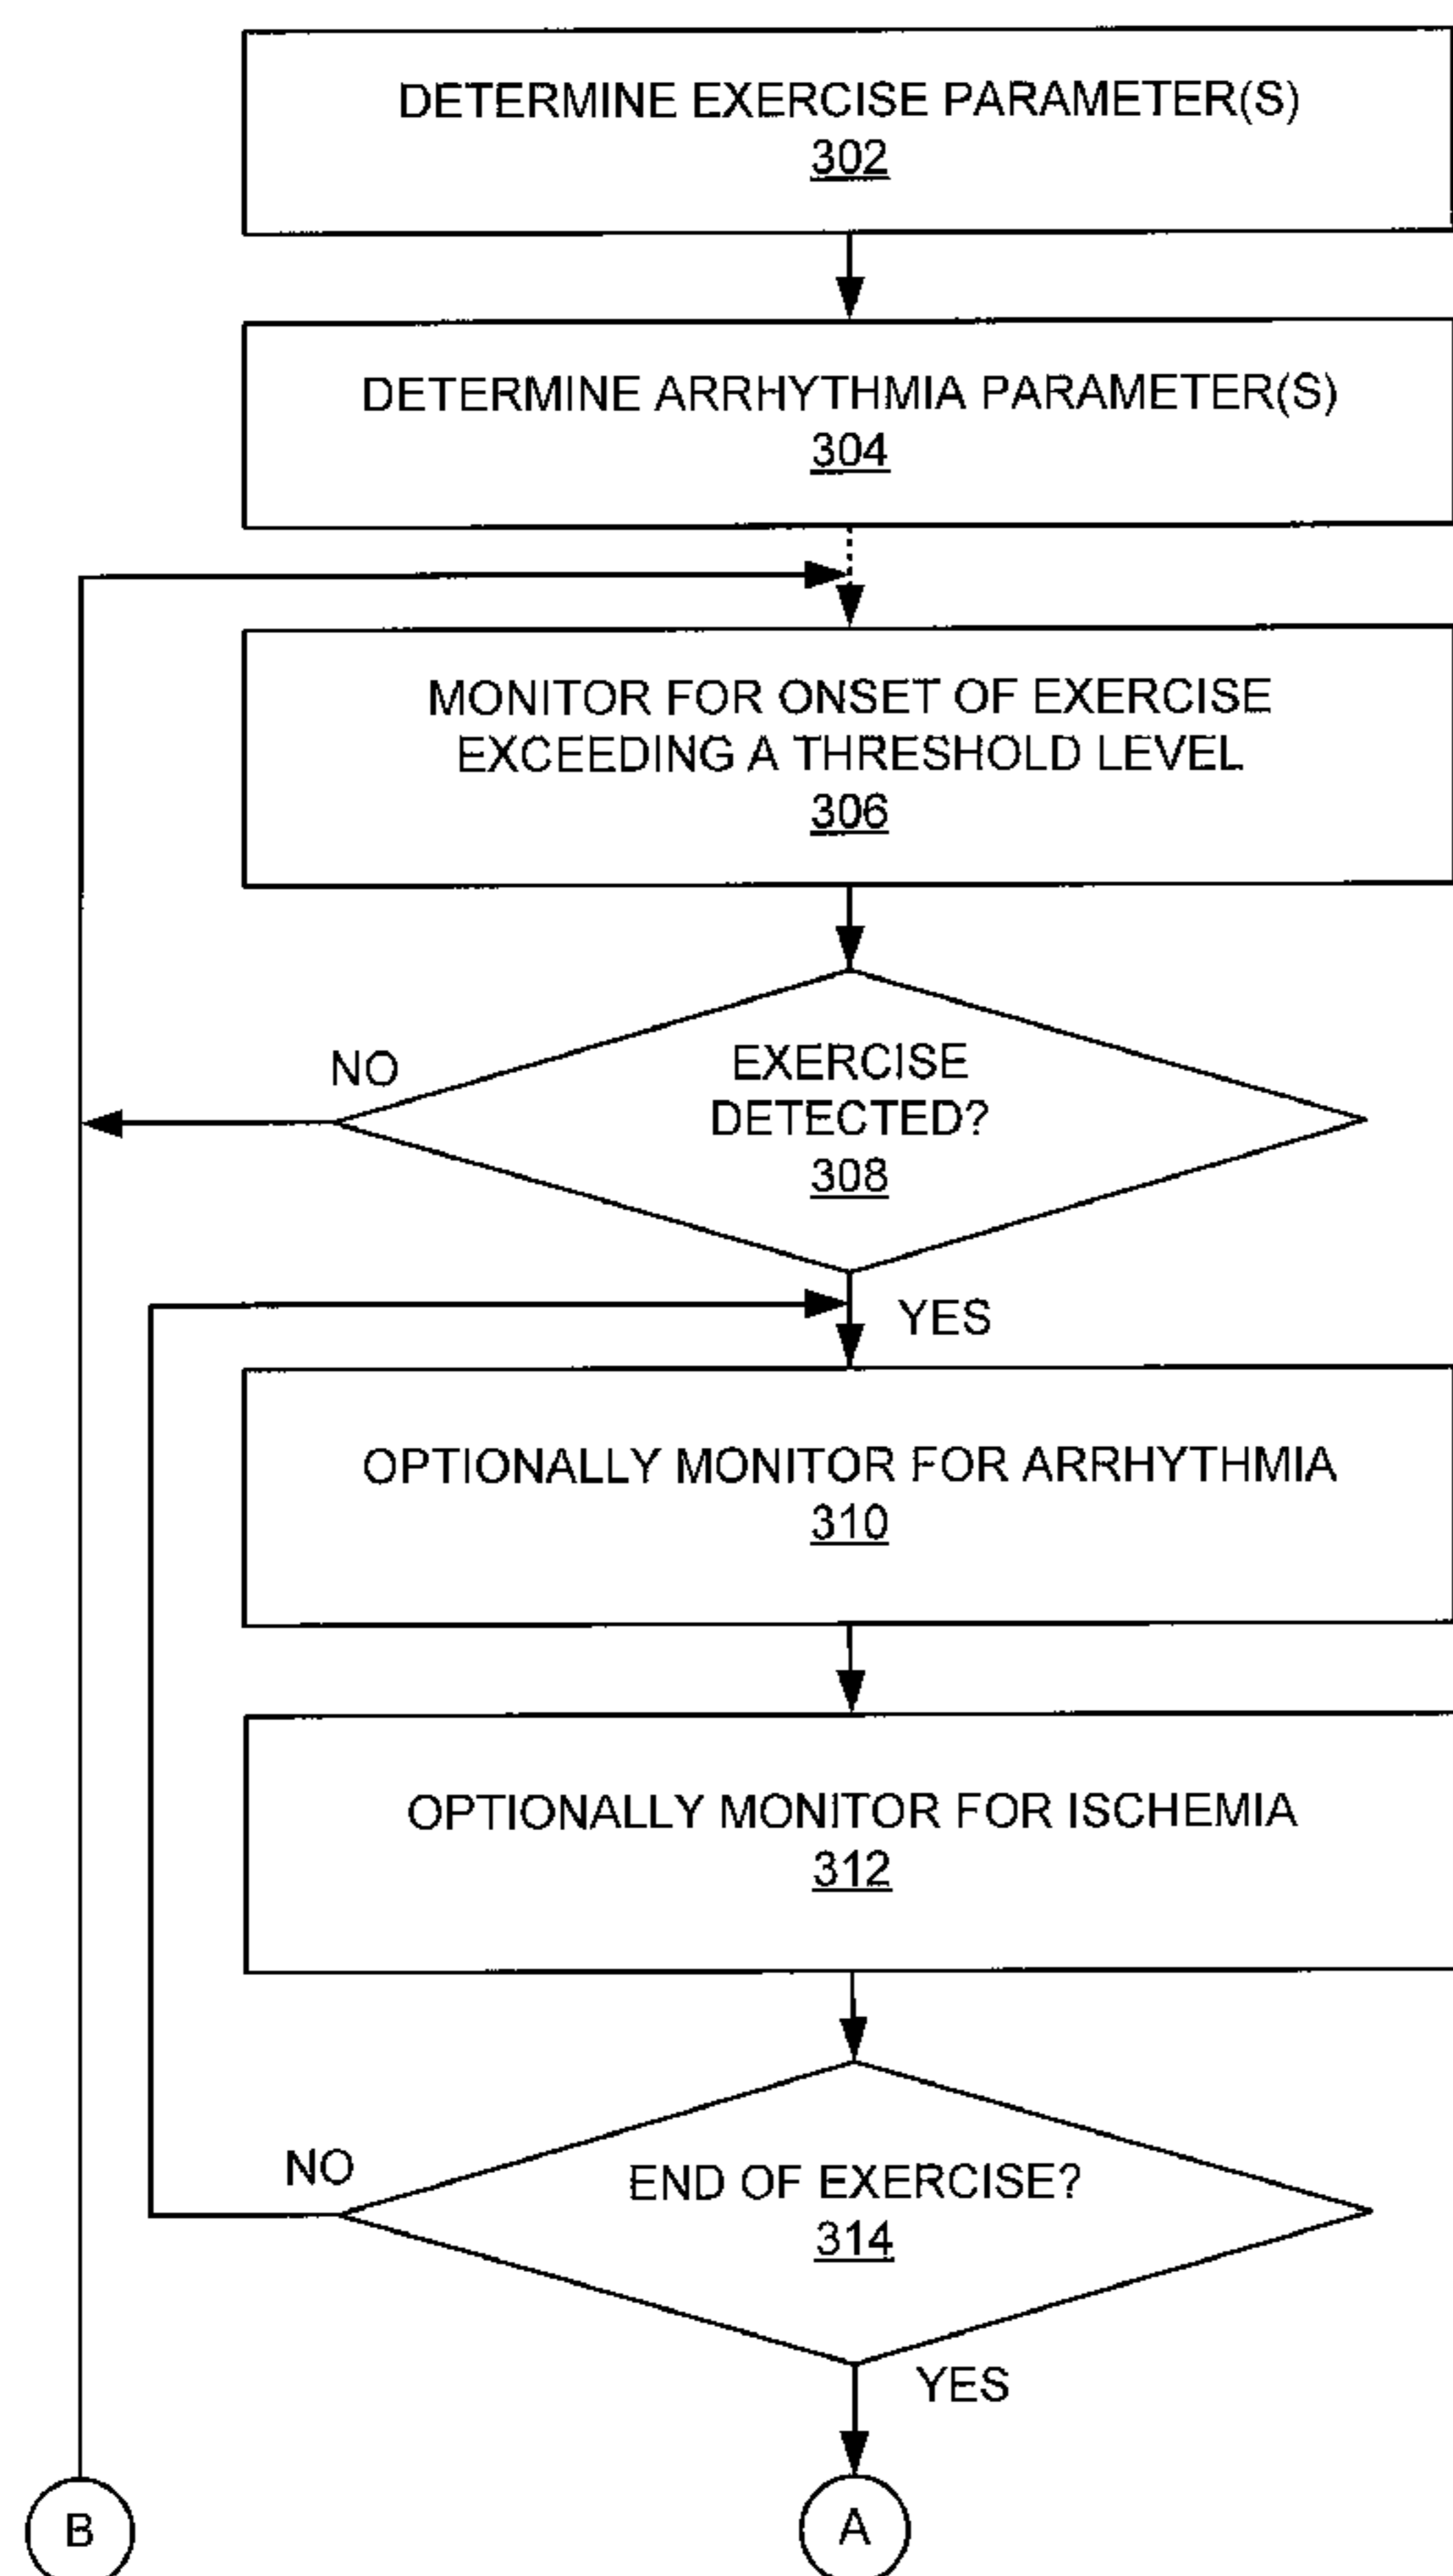 DETERMINE EXERCISE PARAMETER(S)
302
DETERMINE ARRHYTHMIA PARAMETER(S)
304
MONITOR FOR ONSET OF EXERCISE
EXCEEDING A THRESHOLD LEVEL
306
NO
EXERCISE
DETECTED?
308
YES
OPTIONALLY MONITOR FOR ARRHYTHMIA
310
OPTIONALLY MONITOR FOR ISCHEMIA
312
NO
END OF EXERCISE?
314
YES
B
A